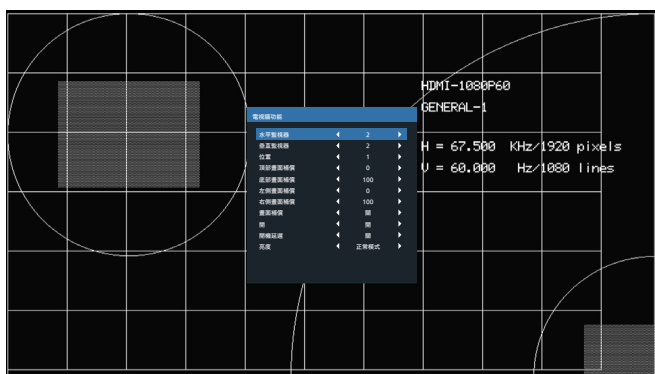 HDMI-1080P60
GENERAL-1
H = 67.500 KHz/1920 pixels
V = 60.000 Hz/1080 lines
電視牆功能
水平監視器 2
垂直監視器 2
位置 1
頂部畫面補償 0
底部畫面補償 100
左側畫面補償 0
右側畫面補償 100
畫面補償 關
開 開
開機延遲 關
亮度 正常模式